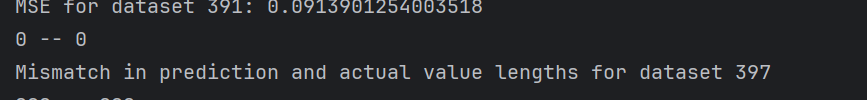 MSE for dataset 391: 0.0913901254003518
0 -- 0
Mismatch in prediction and actual value lengths for dataset 397